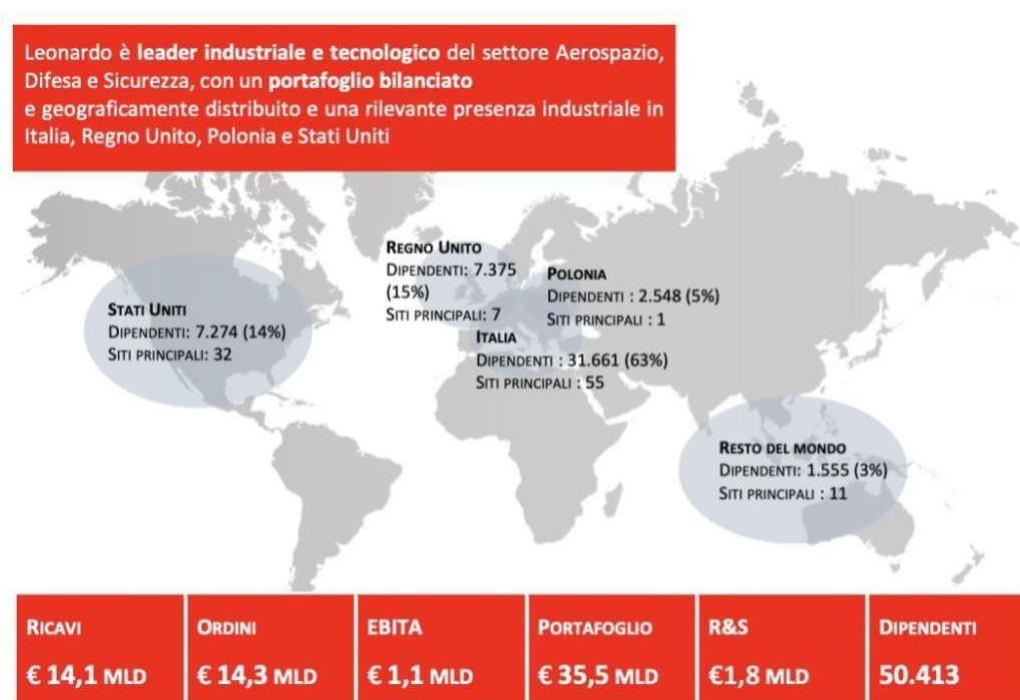 Leonardo è leader industriale e tecnologico del settore Aerospazio,
Difesa e Sicurezza, con un portafoglio bilanciato
e geograficamente distribuito e una rilevante presenza industriale in
Italia, Regno Unito, Polonia e Stati Uniti
STATI UNITI
DIPENDENTI: 7.274 (14%)
SITI PRINCIPALI: 32
REGNO UNITO
DIPENDENTI: 7.375
(15%)
SITI PRINCIPALI: 7
POLONIA
DIPENDENTI : 2.548 (5%)
SITI PRINCIPALI : 1
ITALIA
DIPENDENTI : 31.661 (63%)
SITI PRINCIPALI : 55
RESTO DEL MONDO
DIPENDENTI: 1.555 (3%)
SITI PRINCIPALI : 11
RICAVI
€ 14,1 MLD
ORDINI
€ 14,3 MLD
EBITA
€ 1,1 MLD
PORTAFOGLIO
€ 35,5 MLD
R&S
€1,8 MLD
DIPENDENTI
50.413